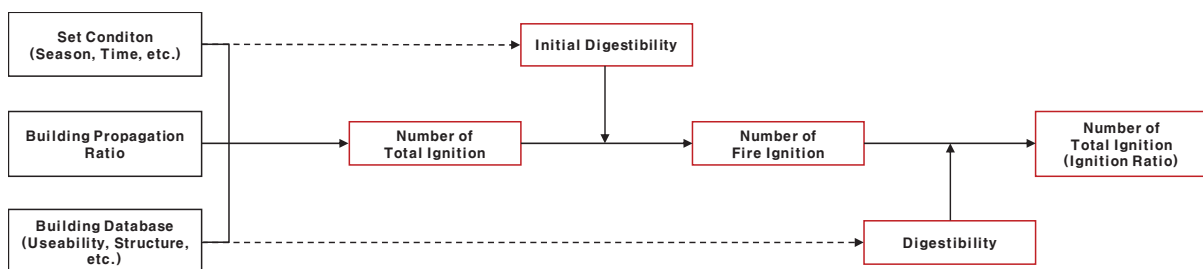 Set Conditon
(Season, Time, etc.)
Initial Digestibility
Building Propagation
Ratio
Number of
Total Ignition
Number of
Fire Ignition
Number of
Total Ignition
(Ignition Ratio)
Building Database
(Useability, Structure,
etc.)
Digestibility